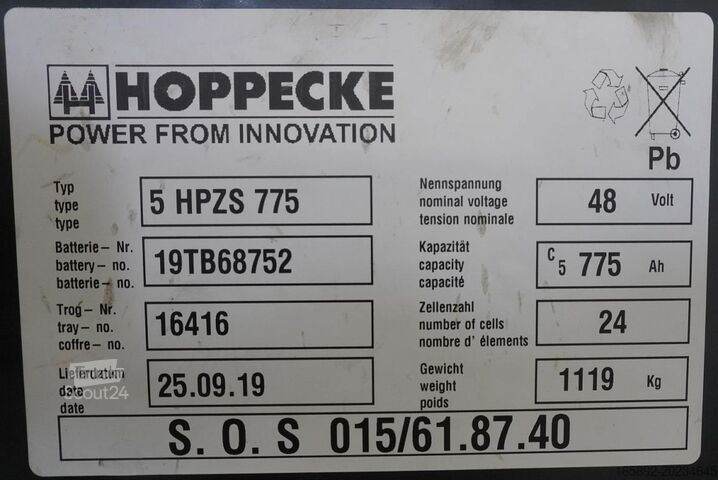 HOPPECKE
POWER FROM INNOVATION
Pb
Typ
type
type
5 HPZS 775
Nennspannung
nominal voltage
tension nominale
48 Volt
Batterie- Nr.
battery- no.
batterie- no.
19TB68752
Kapazität
capacity
capacité
C5 775 Ah
Trog- Nr.
tray- no.
coffre- no.
16416
Zellenzahl
number of cells
nombre d' élements
24
Lieferdatum
date
date
25.09.19
Gewicht
weight
poids
1119 Kg
S. O. S 015/61.87.40
Scout24